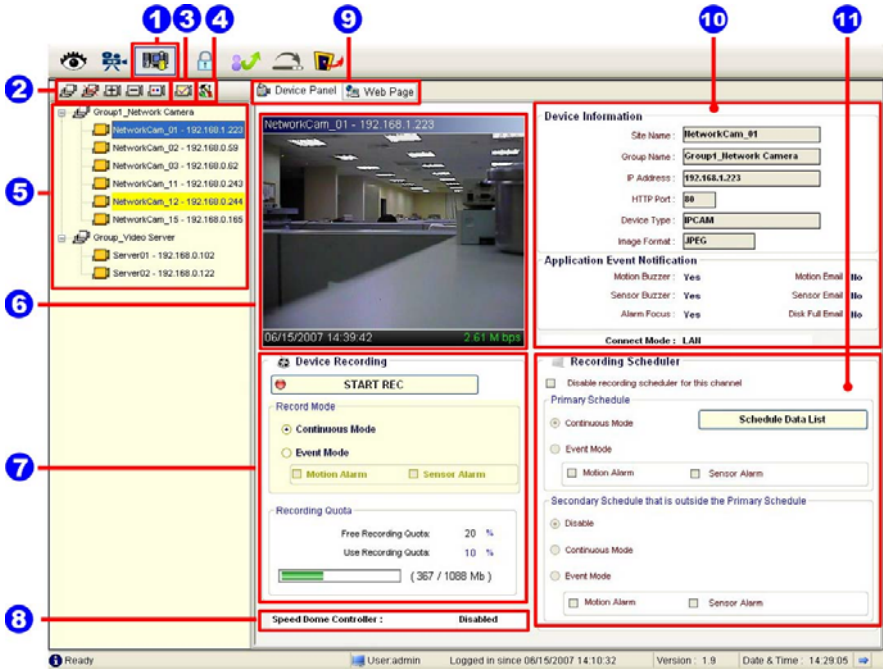 1
3
4
9
10
11
2
Device Panel
Web Page
5
Group1_Network Camera
NetworkCam_01 - 192.168.1.223
NetworkCam_02 - 192.168.0.59
NetworkCam_03 - 192.168.0.62
NetworkCam_11 - 192.168.0.243
NetworkCam_12 - 192.168.0.244
NetworkCam_15 - 192.168.0.165
Group_Video Server
Server01 - 192.168.0.102
Server02 - 192.168.0.122
6
NetworkCam_01 - 192.168.1.223
06/15/2007 14:39:42
2.61 M bps
Device Information
Site Name : NetworkCam_01
Group Name : Group1_Network Camera
IP Address : 192.168.1.223
HTTP Port : 80
Device Type : IPCAM
Image Format : JPEG
Application Event Notification
Motion Buzzer : Yes
Motion Email No
Sensor Buzzer : Yes
Sensor Email No
Alarm Focus : Yes
Disk Full Email No
Connect Mode : LAN
7
Device Recording
START REC
Record Mode
Continuous Mode
Event Mode
Motion Alarm
Sensor Alarm
Recording Quota
Free Recording Quota: 20 %
Use Recording Quota: 10 %
( 367 / 1088 Mb )
Recording Scheduler
Disable recording scheduler for this channel
Primary Schedule
Continuous Mode
Schedule Data List
Event Mode
Motion Alarm
Sensor Alarm
Secondary Schedule that is outside the Primary Schedule
Disable
Continuous Mode
Event Mode
Motion Alarm
Sensor Alarm
8
Speed Dome Controller : Disabled
Ready
User:admin
Logged in since 06/15/2007 14:10:32
Version : 1.9
Date & Time : 14:29:05